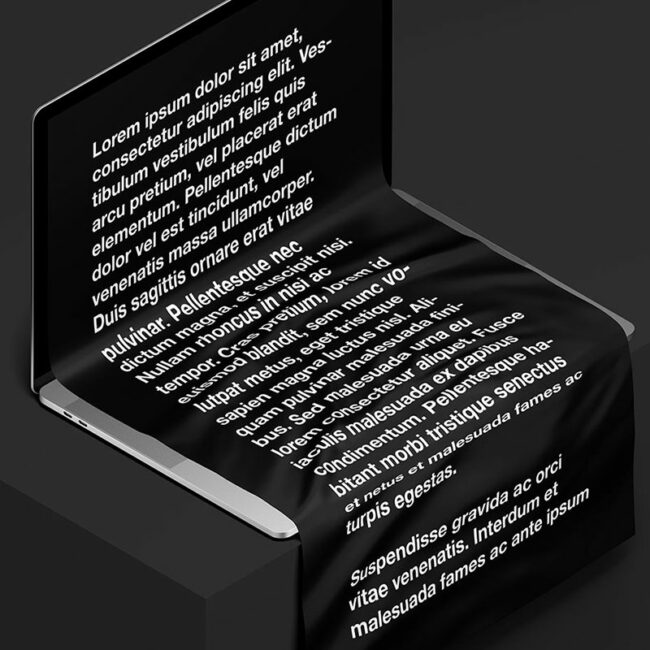 Lorem ipsum dolor sit amet,
consectetur adipiscing elit. Ves-
tibulum vestibulum felis quis
arcu pretium, vel placerat erat
elementum. Pellentesque dictum
dolor vel est tincidunt, vel
venenatis massa ullamcorper.
Duis sagittis ornare erat vitae
pulvinar. Pellentesque nec
dictum magna, et suscipit nisi.
Nullam rhoncus in nisi ac
tempor. Cras pretium, lorem id
euismod blandit, sem nunc vo-
lutpat metus, eget tristique
sapien magna luctus nisl. Ali-
quam pulvinar malesuada fini-
bus. Sed malesuada urna eu
lorem consectetur aliquet. Fusce
iaculis malesuada ex dapibus
condimentum. Pellentesque ha-
bitant morbi tristique senectus
et netus et malesuada fames ac
turpis egestas.
Suspendisse gravida ac orci
vitae venenatis. Interdum et
malesuada fames ac ante ipsum